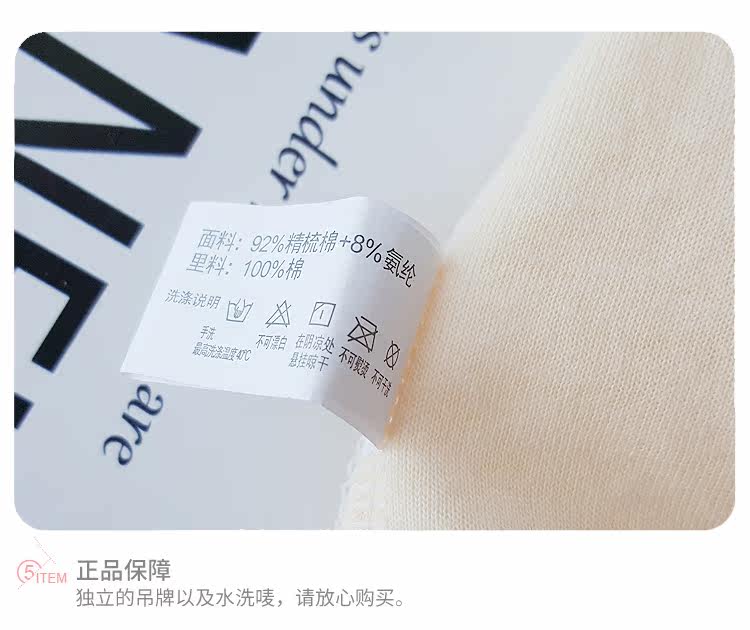 NE
s under
are
面料：92%精梳棉+8%氨纶
里料：100%棉
洗涤说明
手洗
最高洗涤温度40℃
不可漂白
在阴凉处
悬挂晾干
不可熨烫
不可干洗
5 ITEM
正品保障
独立的吊牌以及水洗唛，请放心购买。